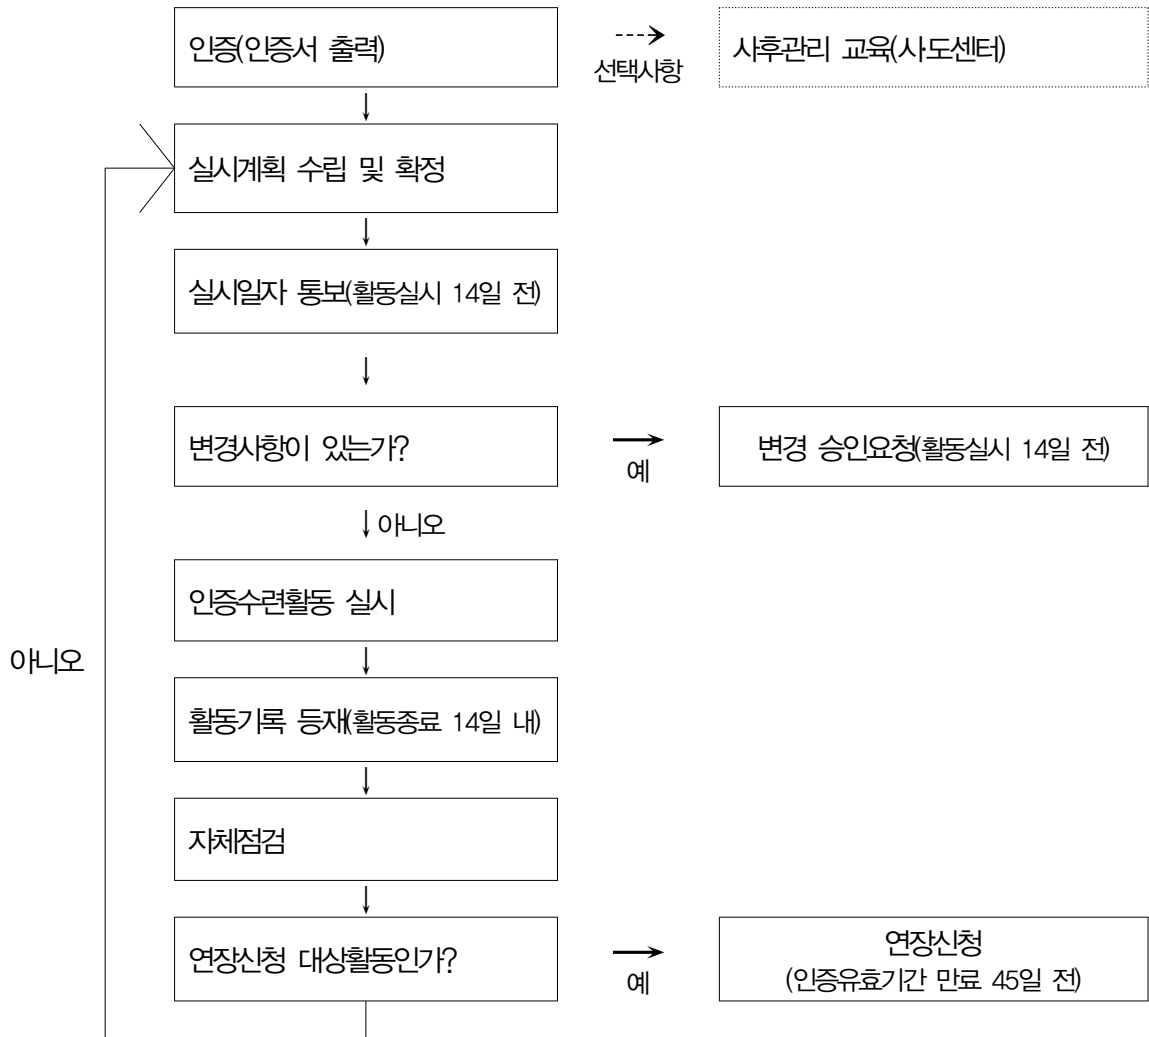 인증(인증서 출력)
선택사항
사후관리 교육(시·도센터)
실시계획 수립 및 확정
실시일자 통보(활동실시 14일 전)
변경사항이 있는가?
예
변경 승인요청(활동실시 14일 전)
아니오
인증수련활동 실시
아니오
활동기록 등재(활동종료 14일 내)
자체점검
연장신청 대상활동인가?
예
연장신청
(인증유효기간 만료 45일 전)